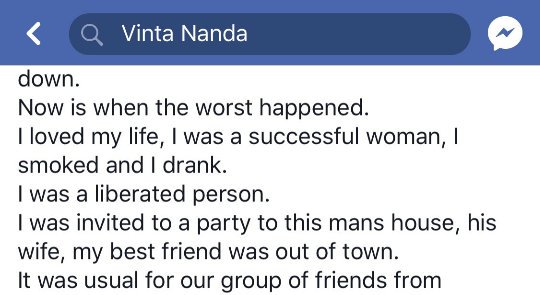 Vinta Nanda
down.
Now is when the worst happened.
I loved my life, I was a successful woman, I
smoked and I drank.
I was a liberated person.
I was invited to a party to this mans house, his
wife, my best friend was out of town.
It was usual for our group of friends from